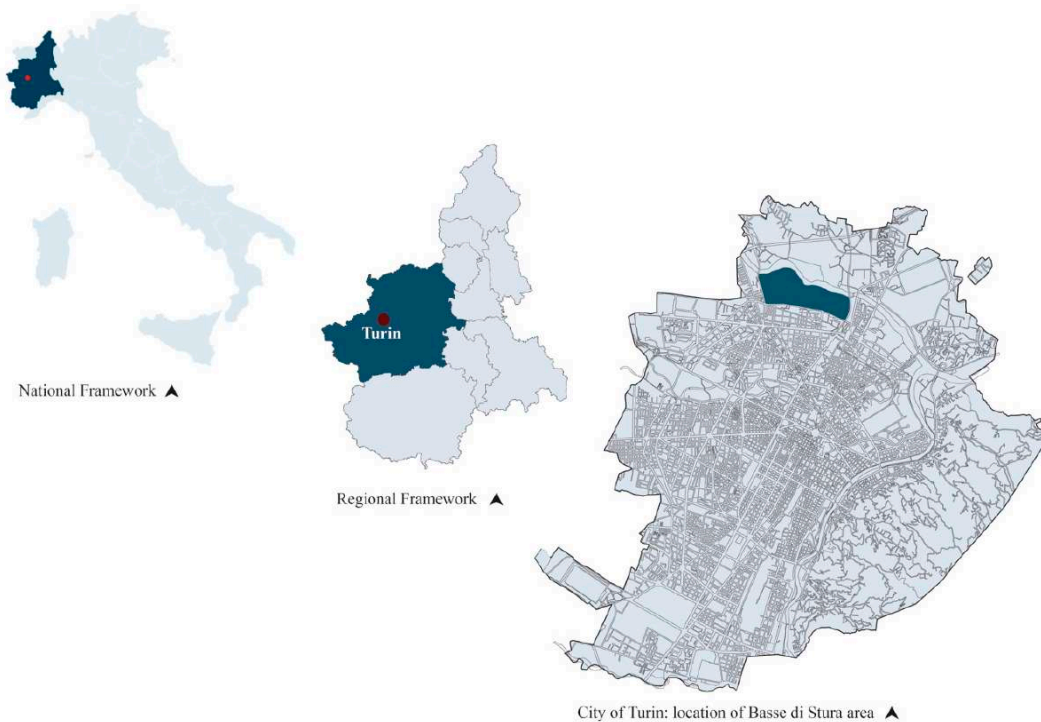 National Framework
Turin
Regional Framework
City of Turin: location of Basse di Stura area